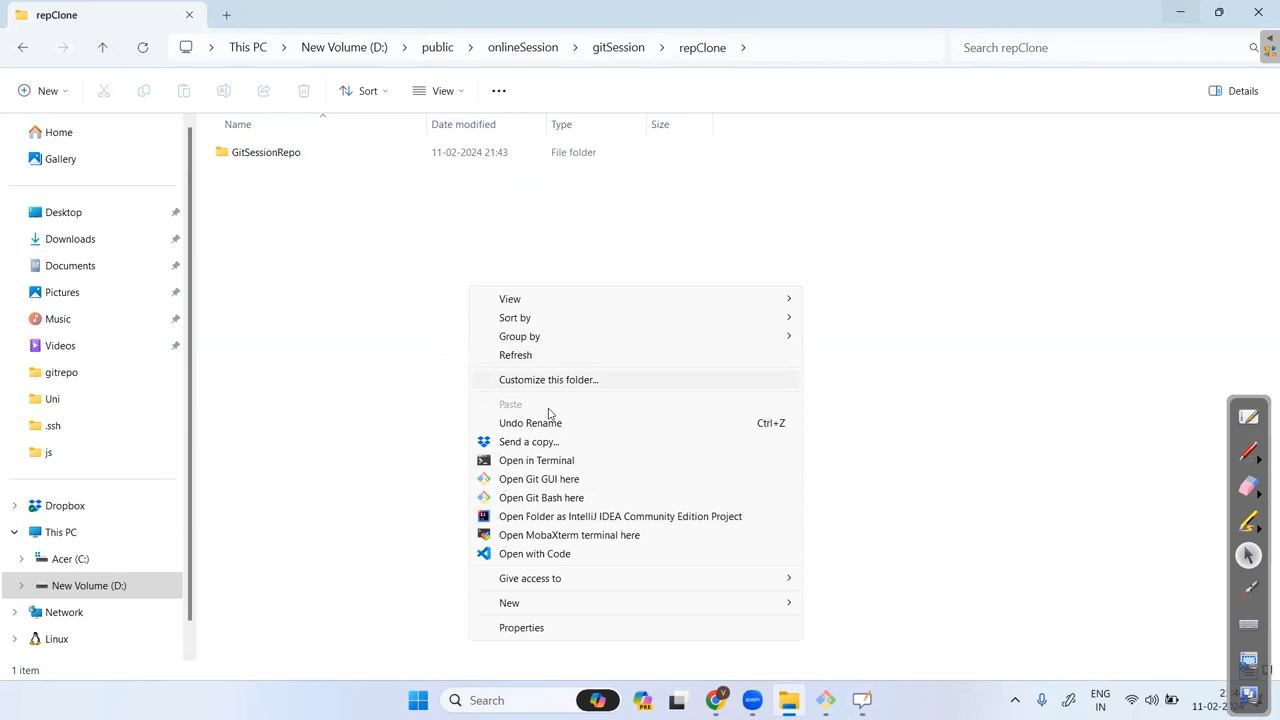 repClone
This PC > New Volume (D:) > public > onlineSession > gitSession > repClone >
Search repClone
New
Sort
View
Details
Name
Date modified
Type
Size
GitSessionRepo
11-02-2024 21:43
File folder
Home
Gallery
Desktop
Downloads
Documents
Pictures
Music
Videos
gitrepo
Uni
.ssh
js
Dropbox
This PC
Acer (C:)
New Volume (D:)
Network
Linux
View
Sort by
Group by
Refresh
Customize this folder...
Paste
Undo Rename Ctrl+Z
Send a copy...
Open in Terminal
Open Git GUI here
Open Git Bash here
Open Folder as IntelliJ IDEA Community Edition Project
Open MobaXterm terminal here
Open with Code
Give access to
New
Properties
1 item
Search
PRE
V
zoom
ENG
IN